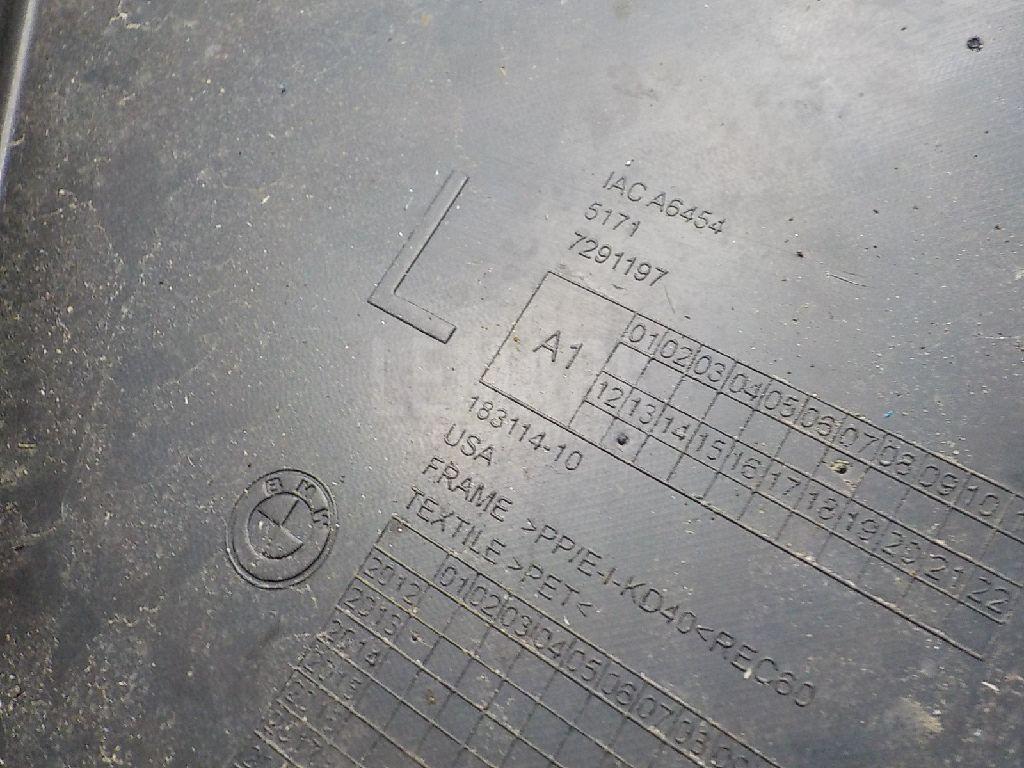 IAC A6454
5171
7291197
L
A1
01 02 03 04 05 06 07 08 09 10
12 13 14 15 16 17 18 19 20 21 22
183114-10
USA
FRAME >PP/E-I-KD40<REC60
TEXTILE >PET<
BMW
01 02 03 04 05 06 07 08
2012
2013
2014
2015